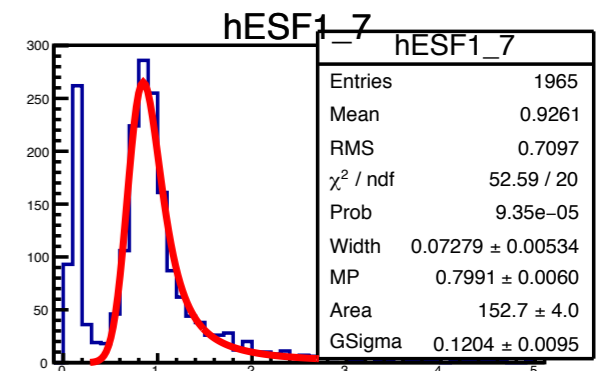 hESF1_7
hESF1_7
Entries 1965
Mean 0.9261
RMS 0.7097
χ² / ndf 52.59 / 20
Prob 9.35e−05
Width 0.07279 ± 0.00534
MP 0.7991 ± 0.0060
Area 152.7 ± 4.0
GSigma 0.1204 ± 0.0095
300
250
200
150
100
50
0
0 1 2 3 4 5